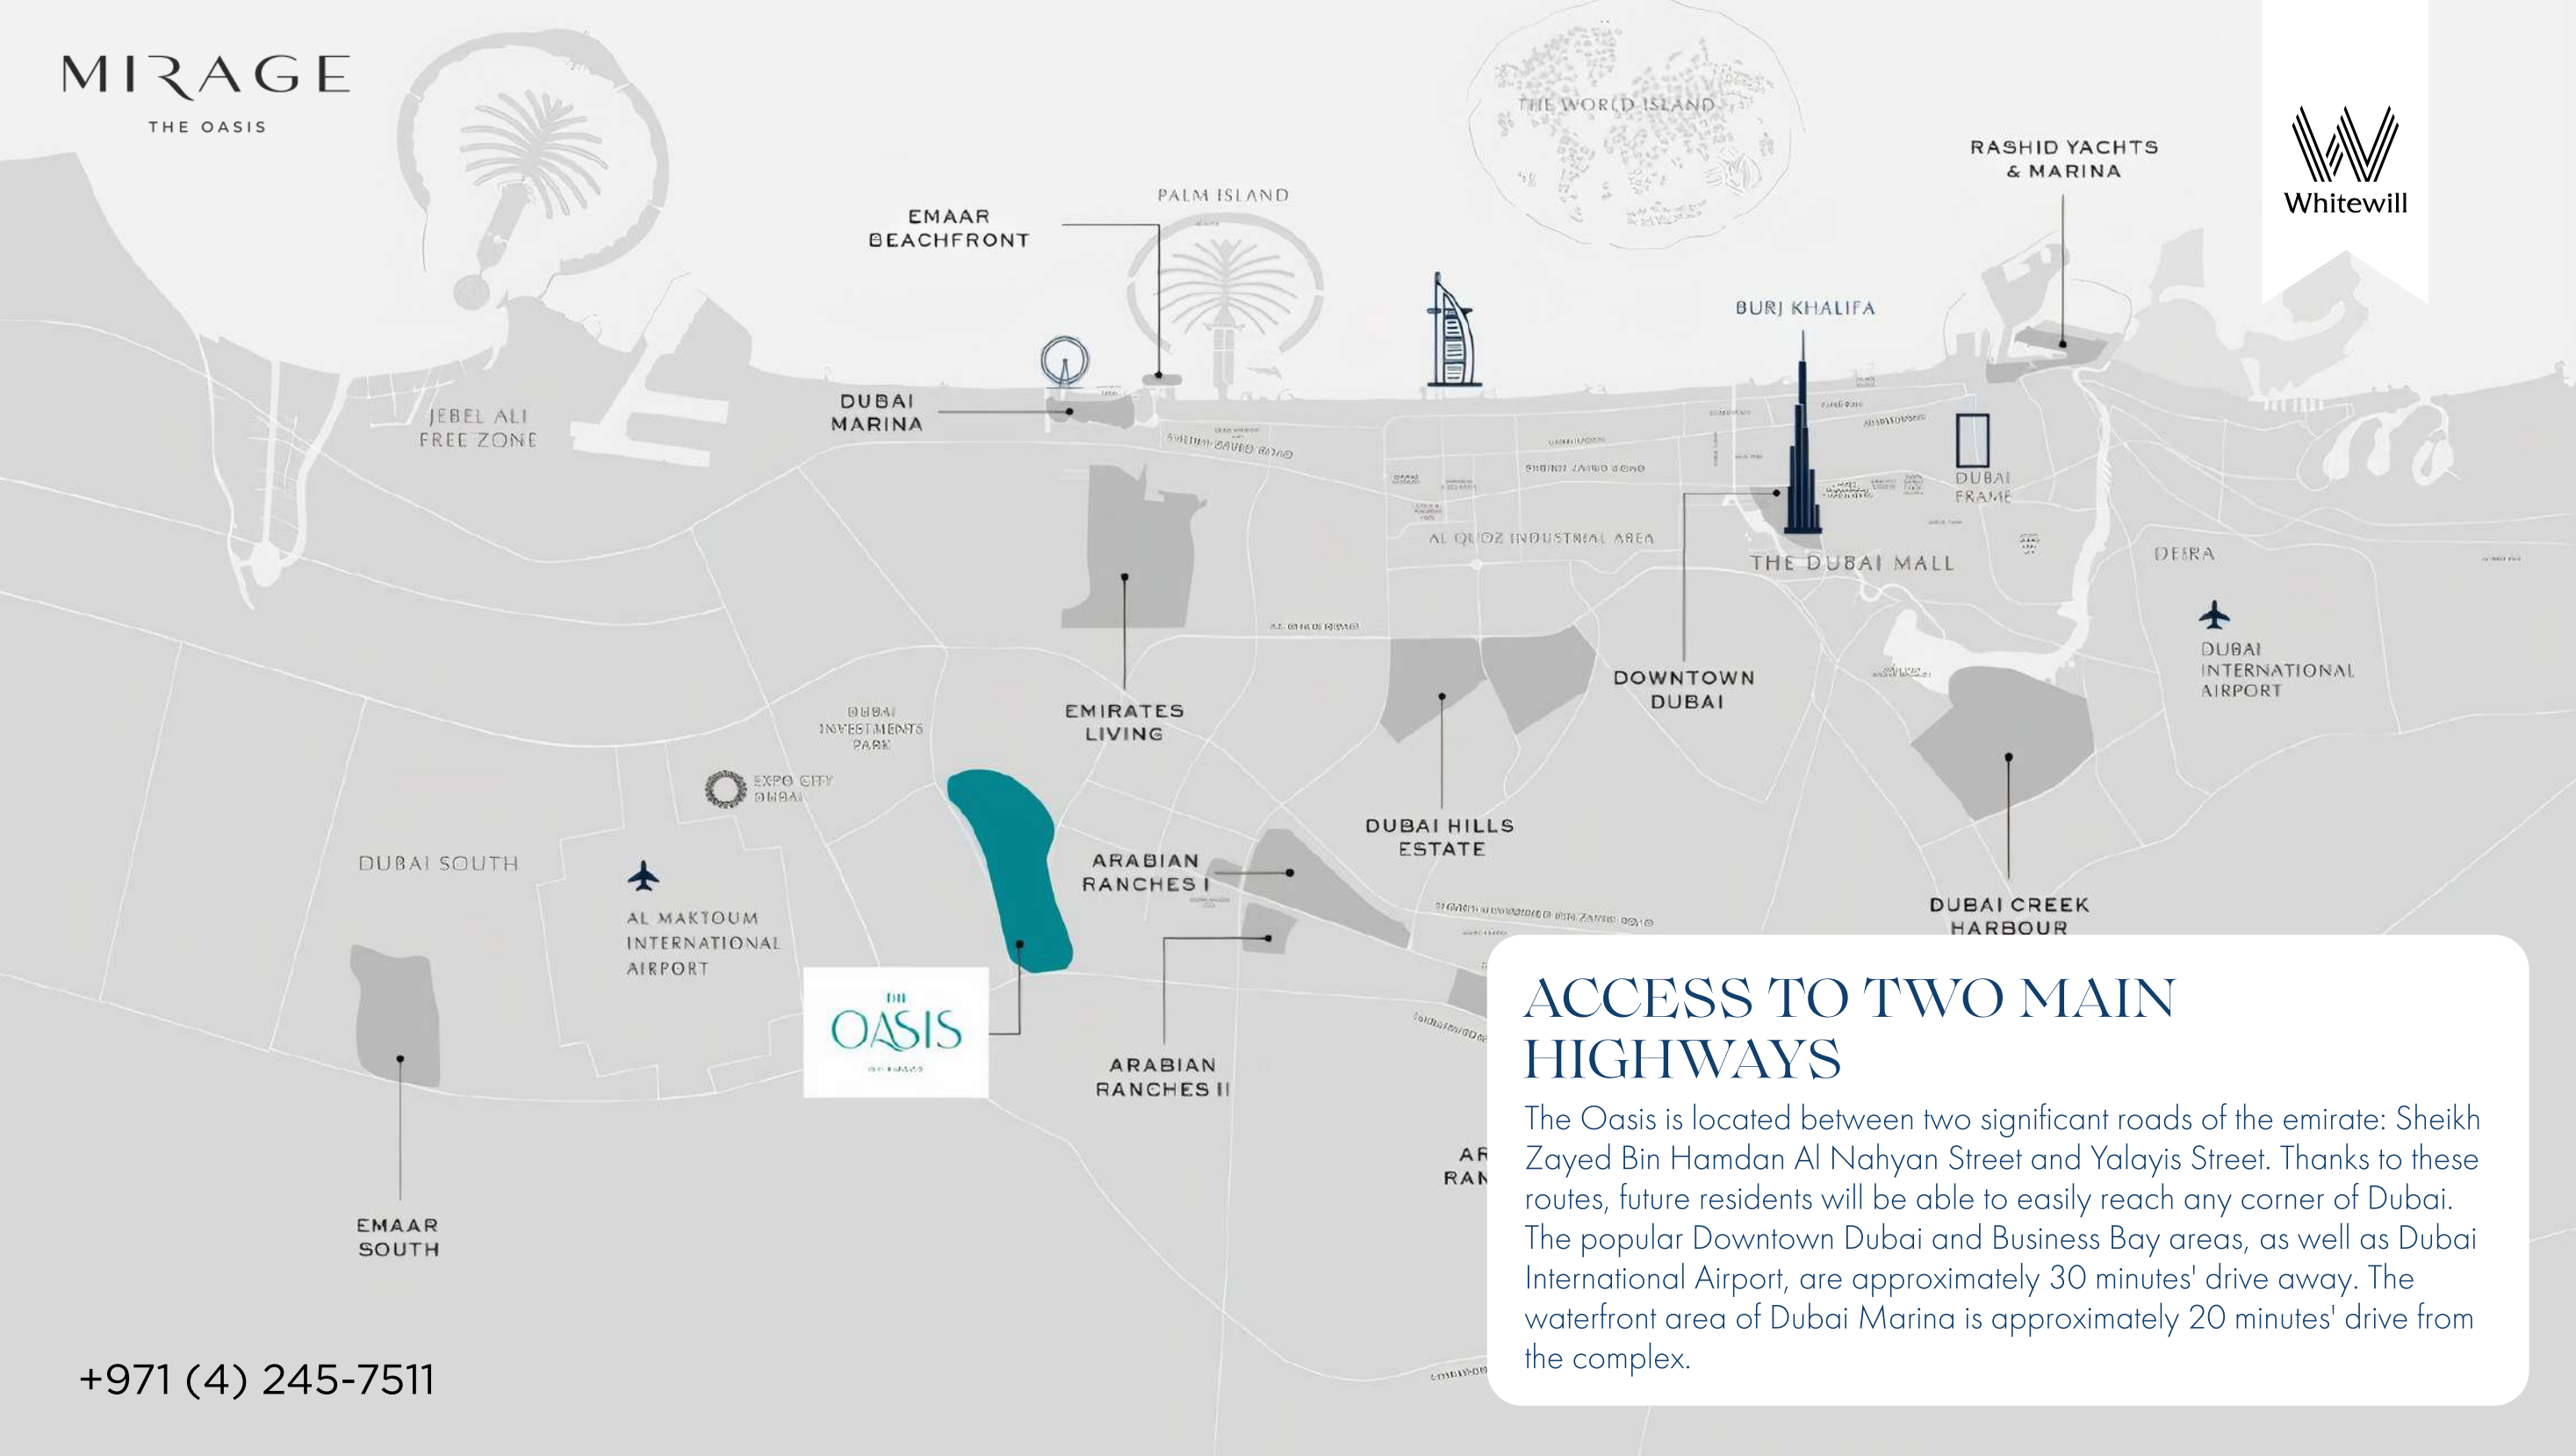 MIRAGE
THE OASIS
THE WORLD ISLAND
RASHID YACHTS
& MARINA
Whitewill
PALM ISLAND
EMAAR
BEACHFRONT
BURJ KHALIFA
DUBAI
MARINA
JEBEL ALI
FREE ZONE
DUBAI
FRAME
AL QUOZ INDUSTRIAL AREA
THE DUBAI MALL
DEIRA
DUBAI
INTERNATIONAL
AIRPORT
DOWNTOWN
DUBAI
EMIRATES
LIVING
DUBAI
INVESTMENTS
PARK
EXPO CITY
DUBAI
DUBAI HILLS
ESTATE
ARABIAN
RANCHES I
DUBAI SOUTH
AL MAKTOUM
INTERNATIONAL
AIRPORT
DUBAI CREEK
HARBOUR
OASIS
ARABIAN
RANCHES II
AR
RAN
EMAAR
SOUTH
ACCESS TO TWO MAIN
HIGHWAYS
The Oasis is located between two significant roads of the emirate: Sheikh
Zayed Bin Hamdan Al Nahyan Street and Yalayis Street. Thanks to these
routes, future residents will be able to easily reach any corner of Dubai.
The popular Downtown Dubai and Business Bay areas, as well as Dubai
International Airport, are approximately 30 minutes' drive away. The
waterfront area of Dubai Marina is approximately 20 minutes' drive from
the complex.
+971 (4) 245-7511